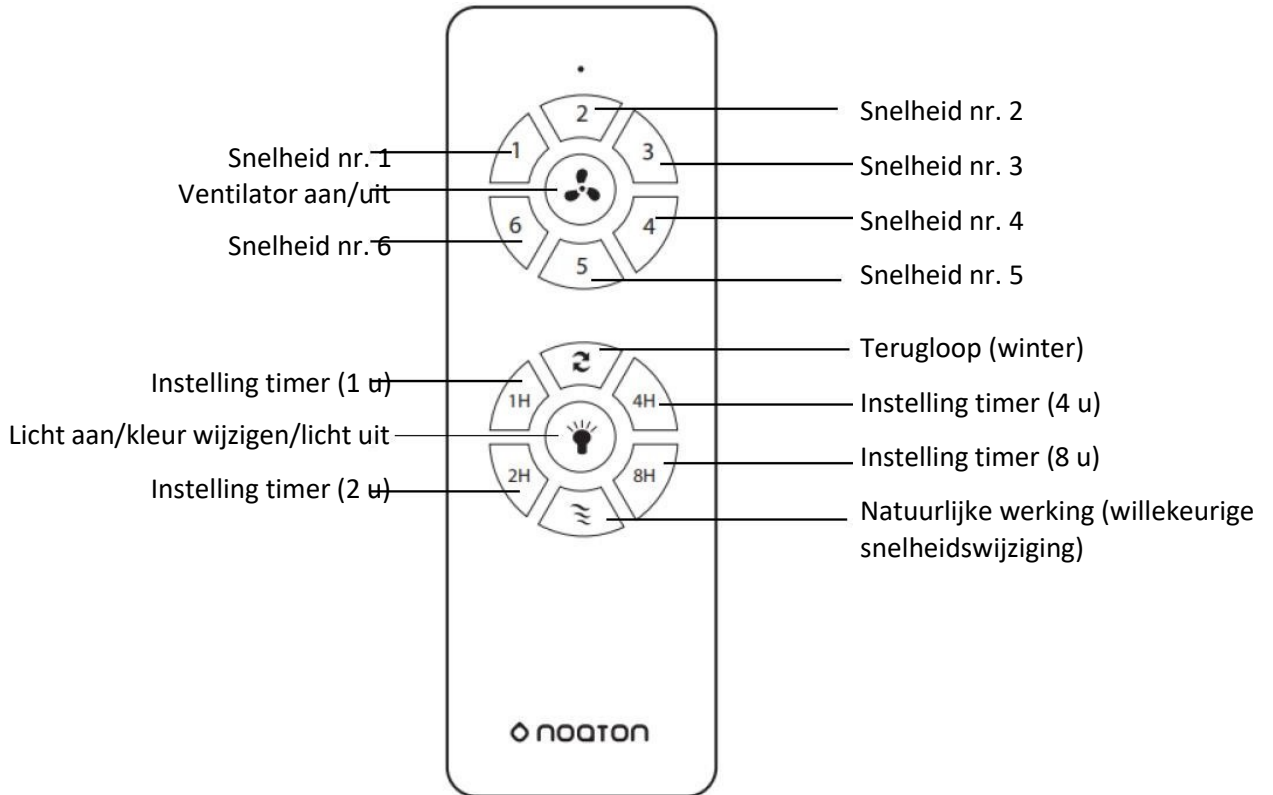 Snelheid nr. 1
Ventilator aan/uit
Snelheid nr. 6
2
1
3
6
4
5
Snelheid nr. 2
Snelheid nr. 3
Snelheid nr. 4
Snelheid nr. 5
Instelling timer (1 u)
Licht aan/kleur wijzigen/licht uit
Instelling timer (2 u)
1H
4H
2H
8H
Terugloop (winter)
Instelling timer (4 u)
Instelling timer (8 u)
Natuurlijke werking (willekeurige
snelheidswijziging)
noaton